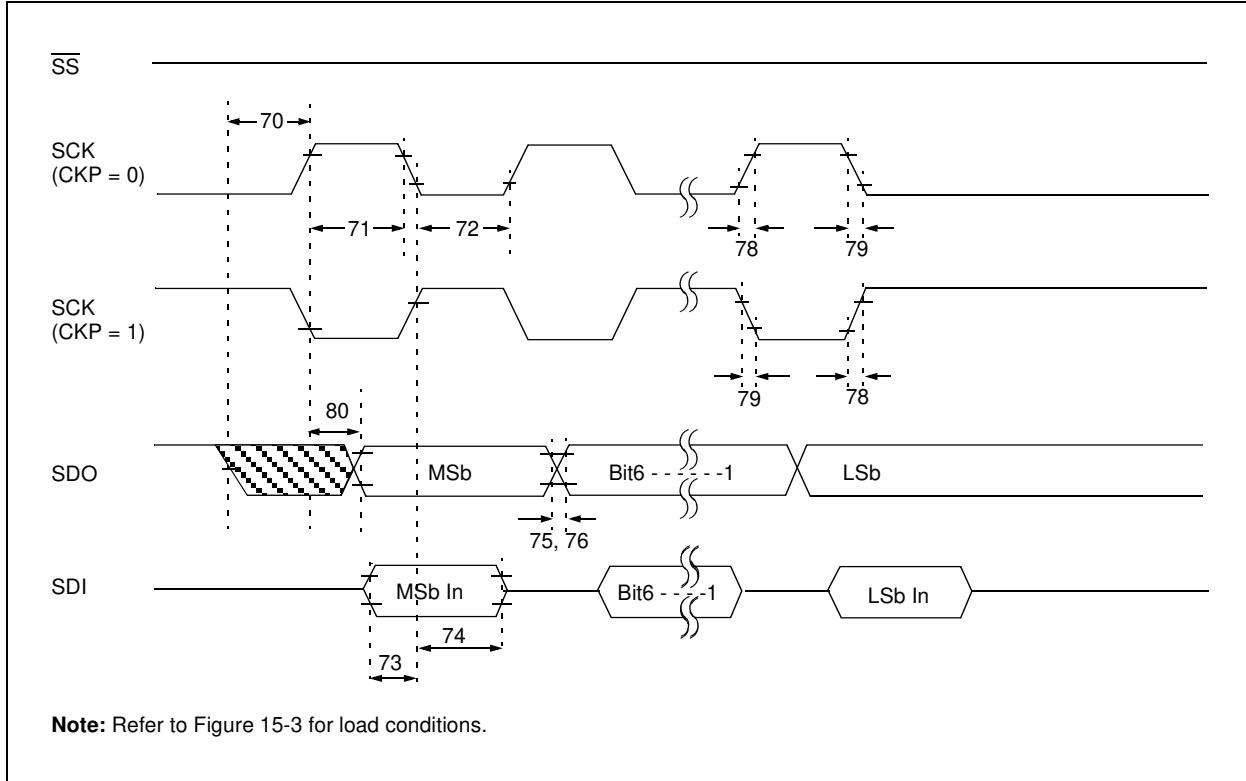 SS
70
SCK
(CKP = 0)
71
72
78
79
SCK
(CKP = 1)
79
78
80
SDO
MSb
Bit6 - - - - - -1
LSb
75, 76
SDI
MSb In
Bit6 - - - -1
LSb In
74
73
Note: Refer to Figure 15-3 for load conditions.